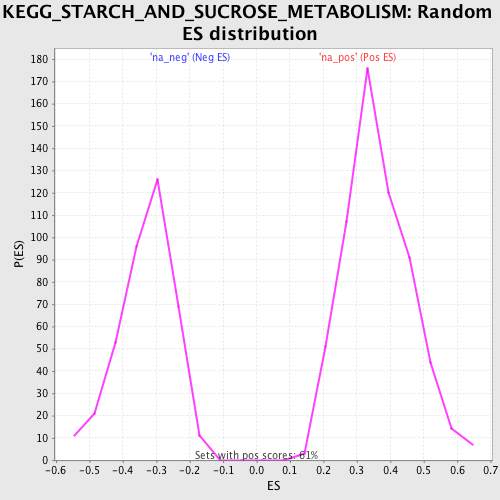 KEGG_STARCH_AND_SUCROSE_METABOLISM: Random
ES distribution
'na_neg' (Neg ES)
'na_pos' (Pos ES)
180
170
160
150
140
130
120
110
100
90
80
70
60
50
40
30
20
10
0
P(ES)
Sets with pos scores: 61%
-0.6 -0.5 -0.4 -0.3 -0.2 -0.1 0.0 0.1 0.2 0.3 0.4 0.5 0.6 0.7
ES